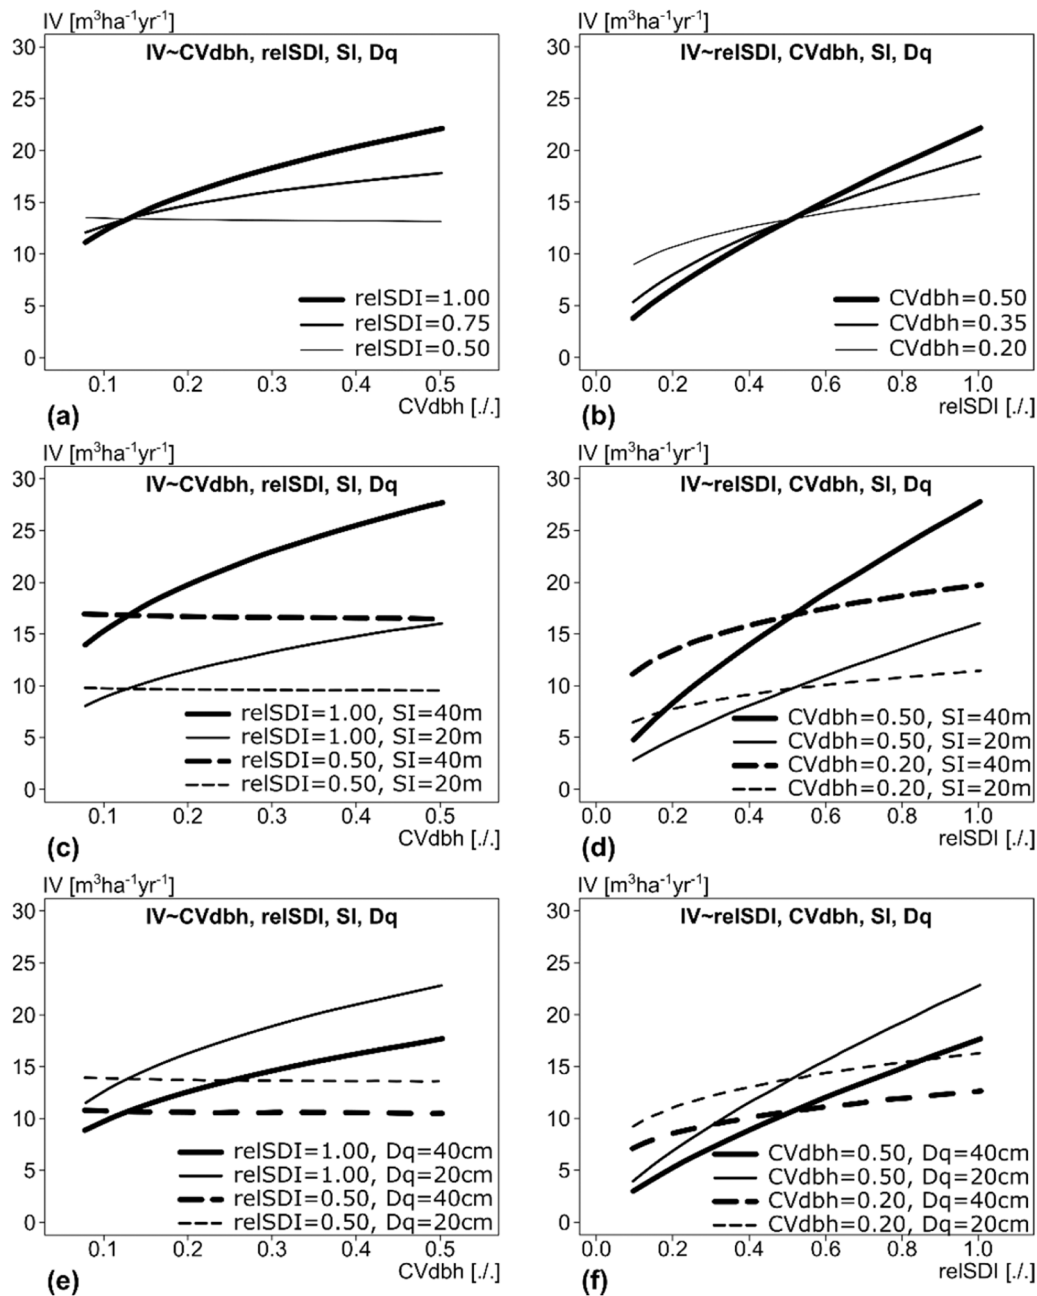 IV [m³ha⁻¹yr⁻¹]
IV~CVdbh, relSDI, SI, Dq
30
25
20
15
10
5
0
relSDI=1.00
relSDI=0.75
relSDI=0.50
0.1 0.2 0.3 0.4 0.5
(a) CVdbh [./.]
IV [m³ha⁻¹yr⁻¹]
IV~relSDI, CVdbh, SI, Dq
30
25
20
15
10
5
0
CVdbh=0.50
CVdbh=0.35
CVdbh=0.20
0.0 0.2 0.4 0.6 0.8 1.0
(b) relSDI [./.]
IV [m³ha⁻¹yr⁻¹]
IV~CVdbh, relSDI, SI, Dq
30
25
20
15
10
5
0
relSDI=1.00, SI=40m
relSDI=1.00, SI=20m
relSDI=0.50, SI=40m
relSDI=0.50, SI=20m
0.1 0.2 0.3 0.4 0.5
(c) CVdbh [./.]
IV [m³ha⁻¹yr⁻¹]
IV~relSDI, CVdbh, SI, Dq
30
25
20
15
10
5
0
CVdbh=0.50, SI=40m
CVdbh=0.50, SI=20m
CVdbh=0.20, SI=40m
CVdbh=0.20, SI=20m
0.0 0.2 0.4 0.6 0.8 1.0
(d) relSDI [./.]
IV [m³ha⁻¹yr⁻¹]
IV~CVdbh, relSDI, SI, Dq
30
25
20
15
10
5
0
relSDI=1.00, Dq=40cm
relSDI=1.00, Dq=20cm
relSDI=0.50, Dq=40cm
relSDI=0.50, Dq=20cm
0.1 0.2 0.3 0.4 0.5
(e) CVdbh [./.]
IV [m³ha⁻¹yr⁻¹]
IV~relSDI, CVdbh, SI, Dq
30
25
20
15
10
5
0
CVdbh=0.50, Dq=40cm
CVdbh=0.50, Dq=20cm
CVdbh=0.20, Dq=40cm
CVdbh=0.20, Dq=20cm
0.0 0.2 0.4 0.6 0.8 1.0
(f) relSDI [./.]